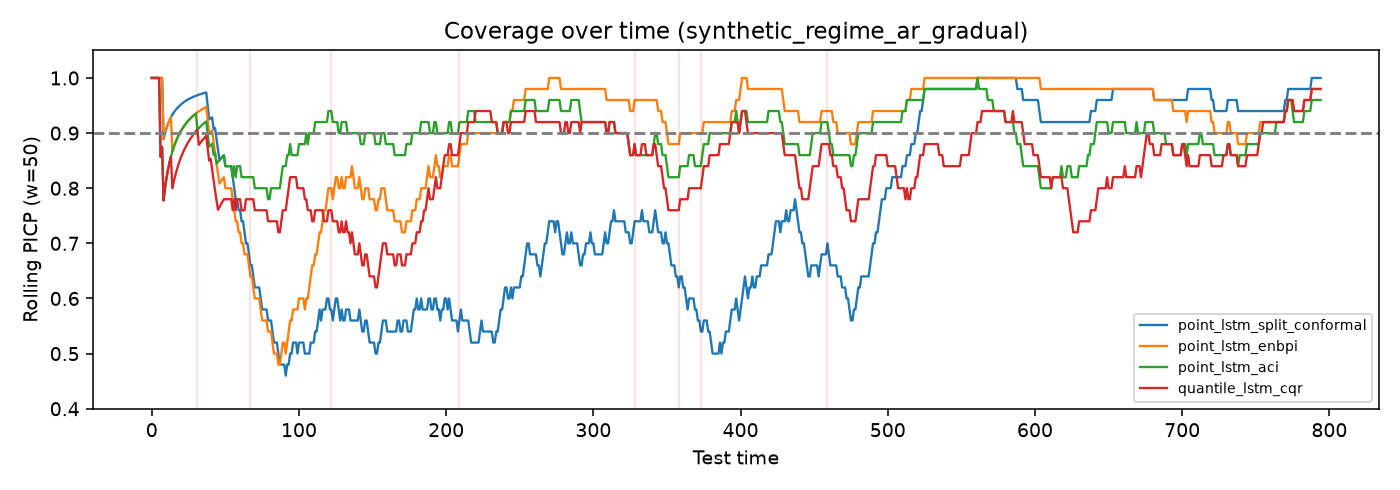 Coverage over time (synthetic_regime_ar_gradual)
Rolling PICP (w=50)
1.0
0.9
0.8
0.7
0.6
0.5
0.4
0 100 200 300 400 500 600 700 800
Test time
point_lstm_split_conformal
point_lstm_enbpi
point_lstm_aci
quantile_lstm_cqr